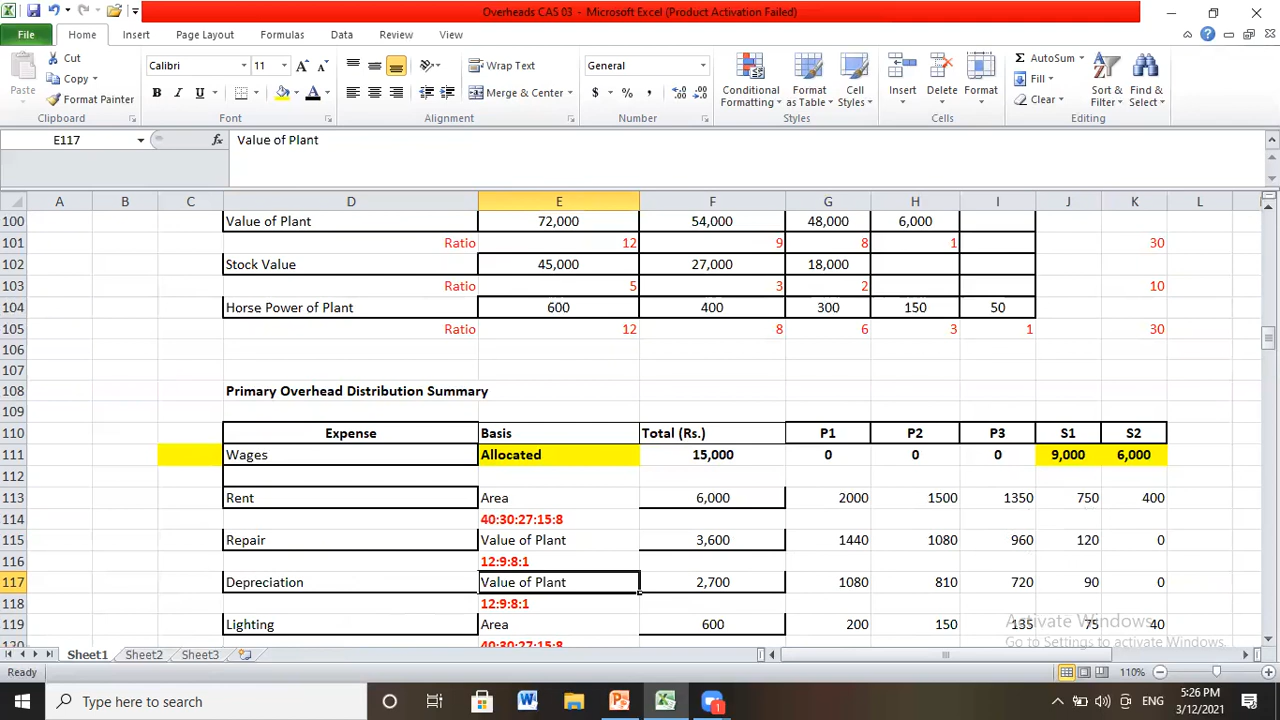 Overheads CAS 03 - Microsoft Excel (Product Activation Failed)
File Home Insert Page Layout Formulas Data Review View
Cut
Copy
Format Painter
Paste
Clipboard
Calibri 11
B I U
Font
Wrap Text
Merge & Center
Alignment
General
$ % ,
Number
Conditional Formatting
Format as Table
Cell Styles
Styles
Insert Delete Format
Cells
AutoSum
Fill
Clear
Sort & Filter
Find & Select
Editing
E117 fx Value of Plant
A B C D E F G H I J K L
100 Value of Plant 72,000 54,000 48,000 6,000
101 Ratio 12 9 8 1 30
102 Stock Value 45,000 27,000 18,000
103 Ratio 5 3 2 10
104 Horse Power of Plant 600 400 300 150 50
105 Ratio 12 8 6 3 1 30
106
107
108 Primary Overhead Distribution Summary
109
110 Expense Basis Total (Rs.) P1 P2 P3 S1 S2
111 Wages Allocated 15,000 0 0 0 9,000 6,000
112
113 Rent Area 6,000 2000 1500 1350 750 400
114 40:30:27:15:8
115 Repair Value of Plant 3,600 1440 1080 960 120 0
116 12:9:8:1
117 Depreciation Value of Plant 2,700 1080 810 720 90 0
118 12:9:8:1
119 Lighting Area 600 200 150 135 75 40
40:30:27:15:8
Activate Windows
Go to Settings to activate Windows.
Sheet1 Sheet2 Sheet3
Ready 110%
Type here to search
ENG
5:26 PM
3/12/2021